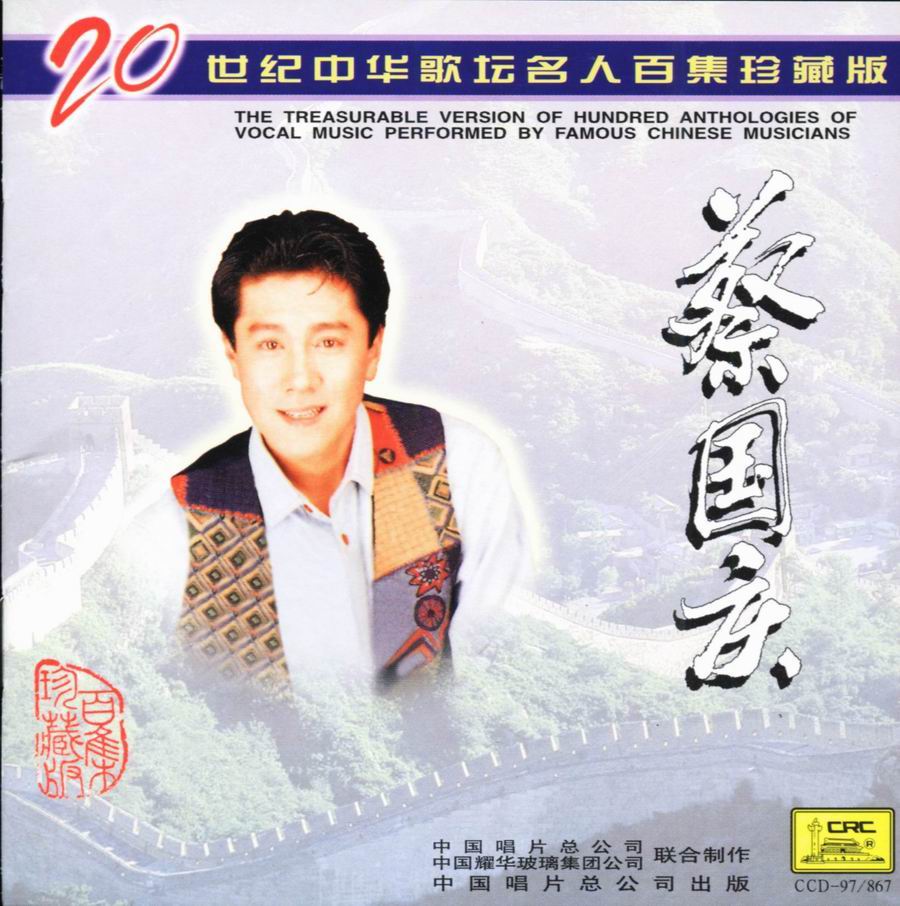 20世纪中华歌坛名人百集珍藏版
THE TREASURABLE VERSION OF HUNDRED ANTHOLOGIES OF
VOCAL MUSIC PERFORMED BY FAMOUS CHINESE MUSICIANS
蔡国庆
百集
珍藏版
中国唱片总公司
中国耀华玻璃集团公司
联合制作
中国唱片总公司出版
CRC
®
CCD-97/867